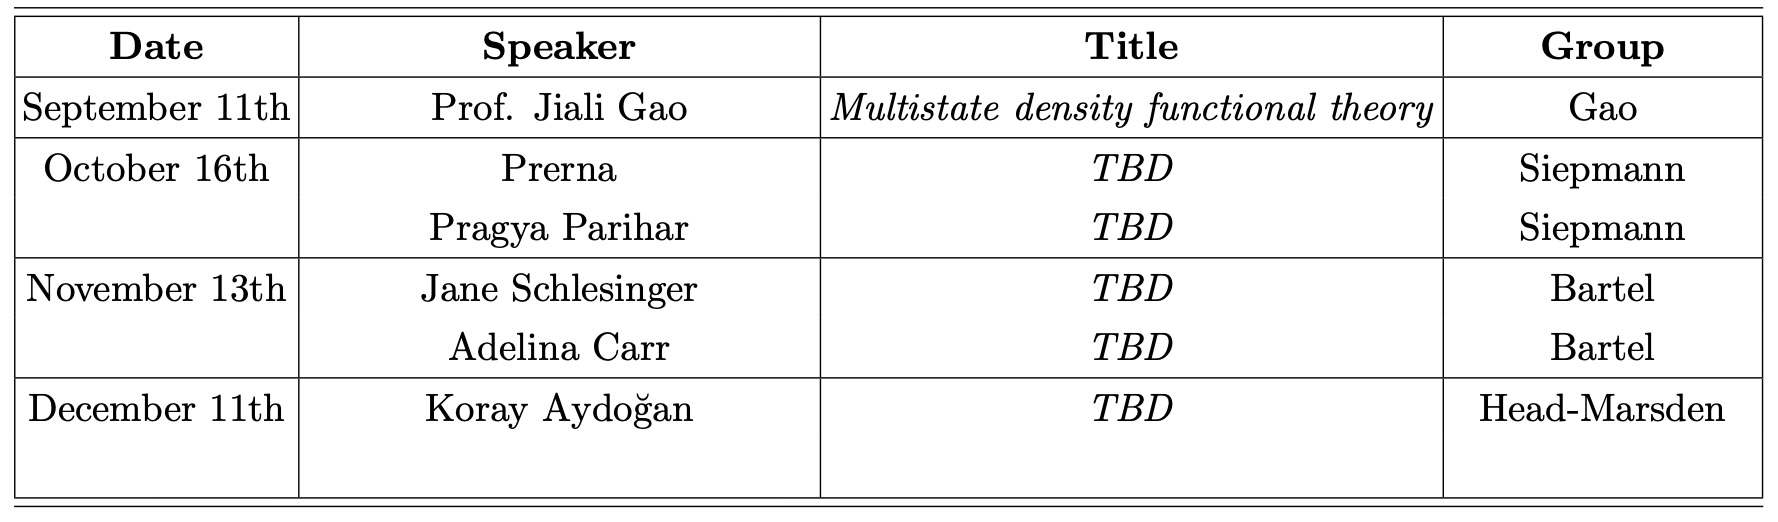 Date Speaker Title Group
September 11th Prof. Jiali Gao Multistate density functional theory Gao
October 16th Prerna TBD Siepmann
Pragya Parihar TBD Siepmann
November 13th Jane Schlesinger TBD Bartel
Adelina Carr TBD Bartel
December 11th Koray Aydoğan TBD Head-Marsden